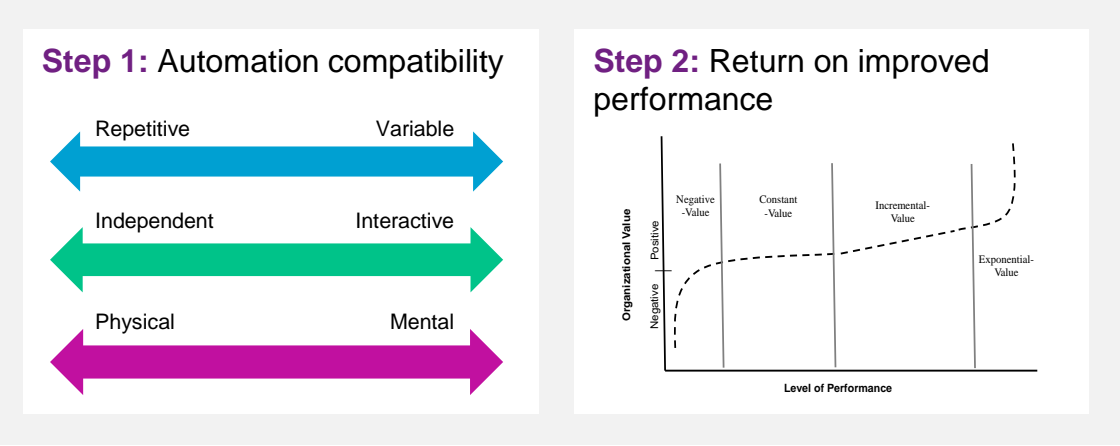 Step 1: Automation compatibility
Repetitive
Variable
Independent
Interactive
Physical
Mental
Step 2: Return on improved
performance
Organizational Value
Positive
Negative
Negative
-Value
Constant
-Value
Incremental-
Value
Exponential-
Value
Level of Performance